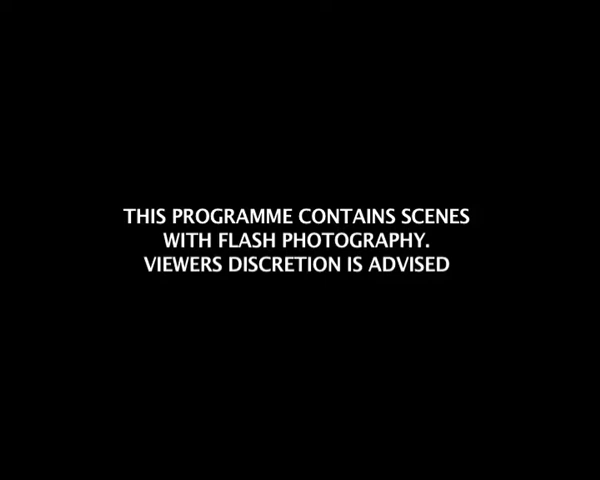 THIS PROGRAMME CONTAINS SCENES
WITH FLASH PHOTOGRAPHY.
VIEWERS DISCRETION IS ADVISED